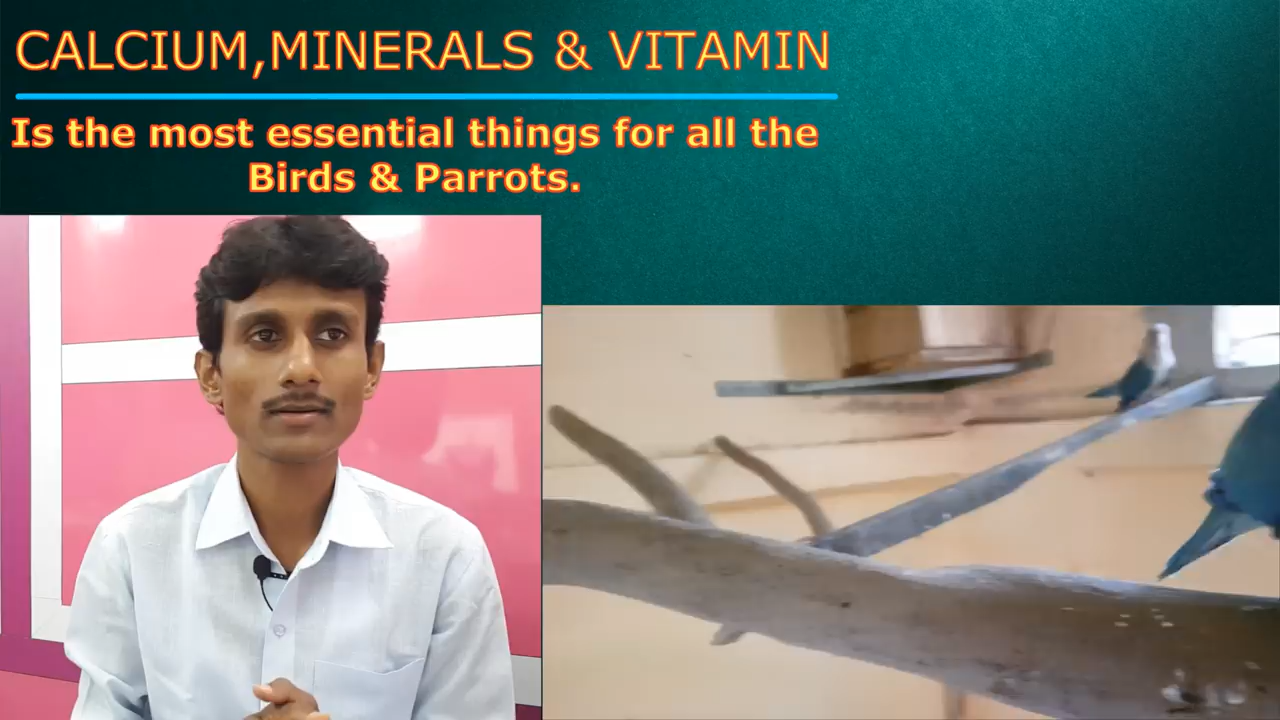 CALCIUM,MINERALS & VITAMIN
Is the most essential things for all the
Birds & Parrots.